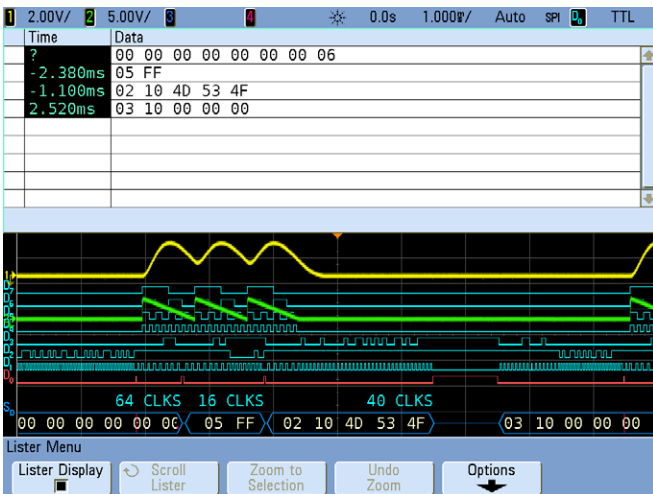 1 2.00V/ 2 5.00V/ 3 4 0.0s 1.000ms/ Auto SPI D0 TTL
Time Data
? 00 00 00 00 00 00 00 06
-2.380ms 05 FF
-1.100ms 02 10 4D 53 4F
2.520ms 03 10 00 00 00
64 CLKS 16 CLKS 40 CLKS
00 00 00 00 00 0C 05 FF 02 10 4D 53 4F 03 10 00 00 00
Lister Menu
Lister Display Scroll Lister Zoom to Selection Undo Zoom Options